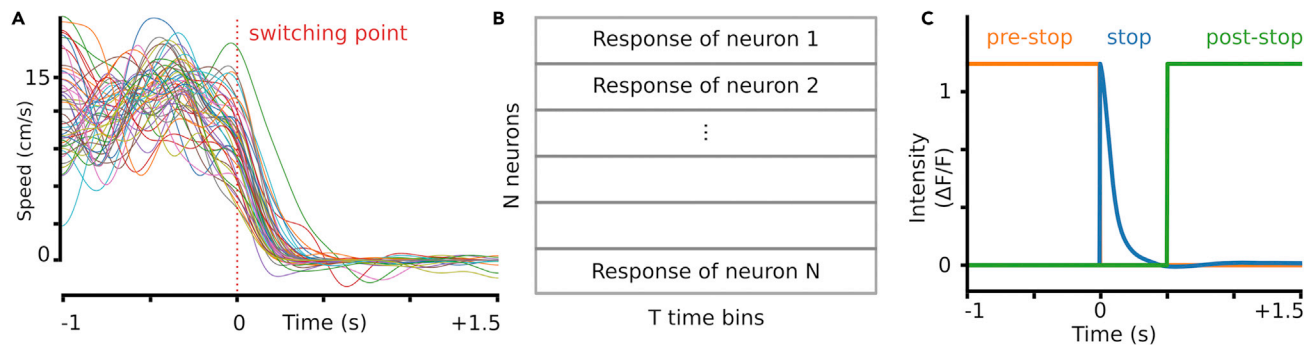 A
switching point
Speed (cm/s)
15
0
-1
0
Time (s)
+1.5
B
Response of neuron 1
Response of neuron 2
⋮
Response of neuron N
N neurons
T time bins
C
pre-stop
stop
post-stop
Intensity
(ΔF/F)
1
0
-1
0
+1.5
Time (s)